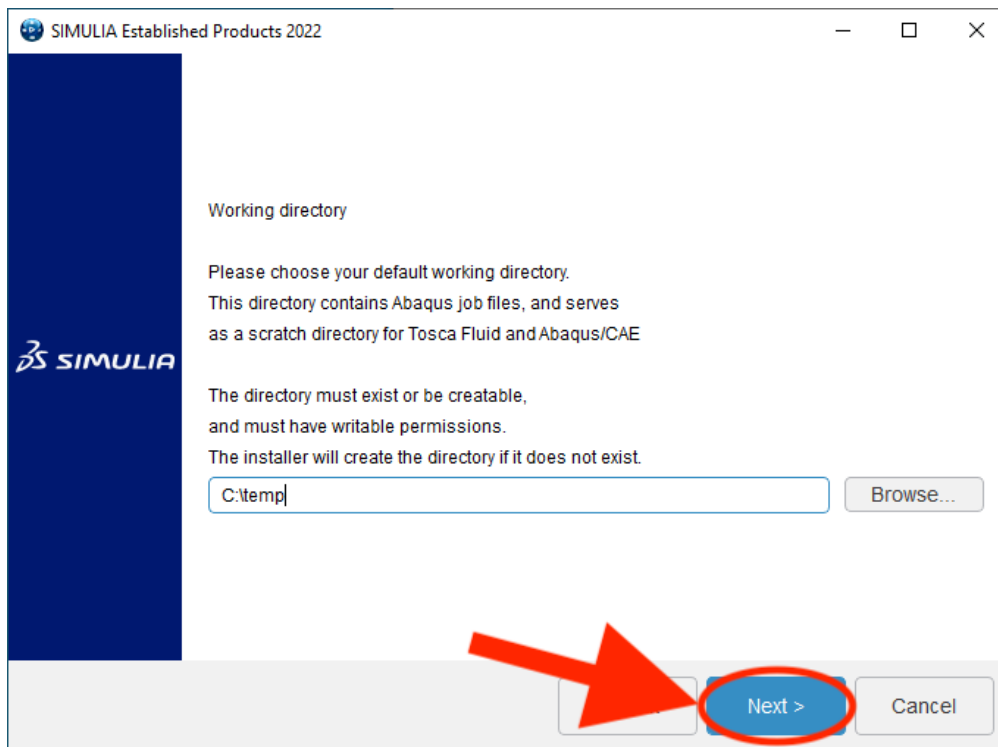 SIMULIA Established Products 2022
Working directory
Please choose your default working directory.
This directory contains Abaqus job files, and serves
as a scratch directory for Tosca Fluid and Abaqus/CAE
SIMULIA
The directory must exist or be creatable,
and must have writable permissions.
The installer will create the directory if it does not exist.
C:\temp
Browse...
Next >
Cancel